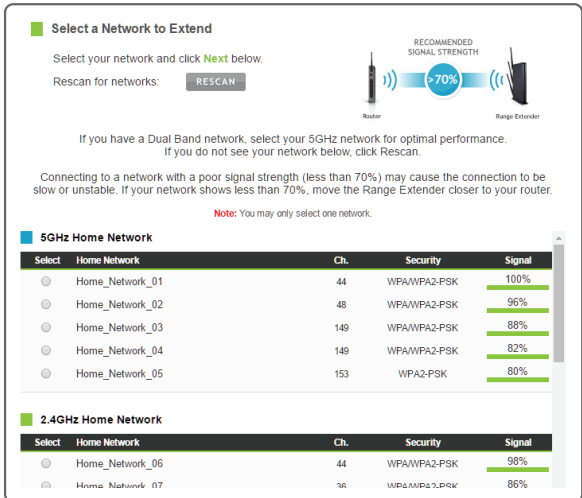 Select a Network to Extend
Select your network and click Next below.
Rescan for networks: RESCAN
RECOMMENDED
SIGNAL STRENGTH
>70%
Router Range Extender
If you have a Dual Band network, select your 5GHz network for optimal performance.
If you do not see your network below, click Rescan.
Connecting to a network with a poor signal strength (less than 70%) may cause the connection to be
slow or unstable. If your network shows less than 70%, move the Range Extender closer to your router.
Note: You may only select one network.
5GHz Home Network
Select Home Network Ch. Security Signal
Home_Network_01 44 WPA/WPA2-PSK 100%
Home_Network_02 48 WPA/WPA2-PSK 96%
Home_Network_03 149 WPA/WPA2-PSK 88%
Home_Network_04 149 WPA/WPA2-PSK 82%
Home_Network_05 153 WPA2-PSK 80%
2.4GHz Home Network
Select Home Network Ch. Security Signal
Home_Network_06 44 WPA/WPA2-PSK 98%
Home_Network_07 36 WPA/WPA2-PSK 86%